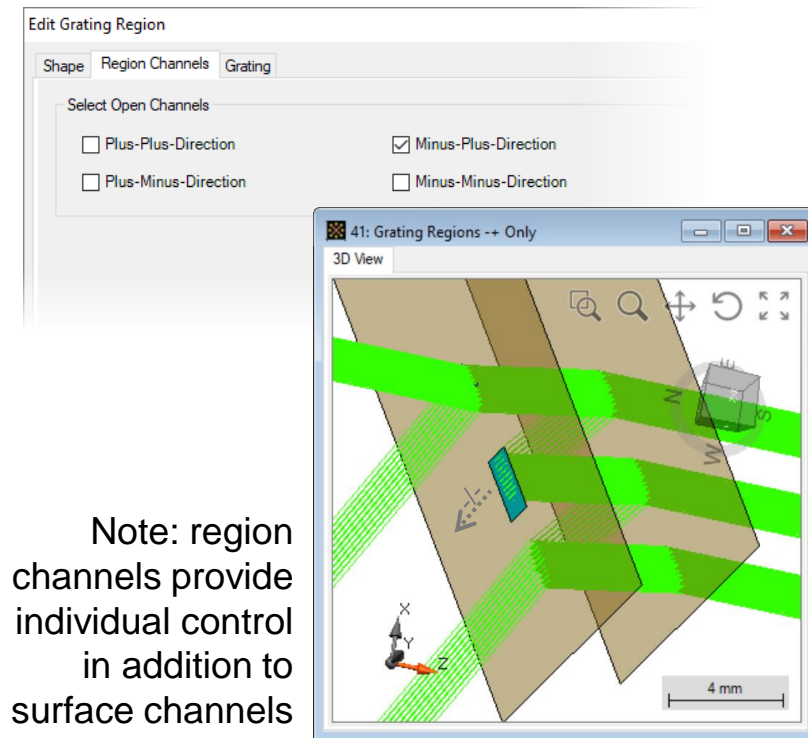 Edit Grating Region
Shape Region Channels Grating
Select Open Channels
Plus-Plus-Direction Minus-Plus-Direction
Plus-Minus-Direction Minus-Minus-Direction
41: Grating Regions -+ Only
3D View
E
N
S
W
X
Y
Z
4 mm
Note: region
channels provide
individual control
in addition to
surface channels